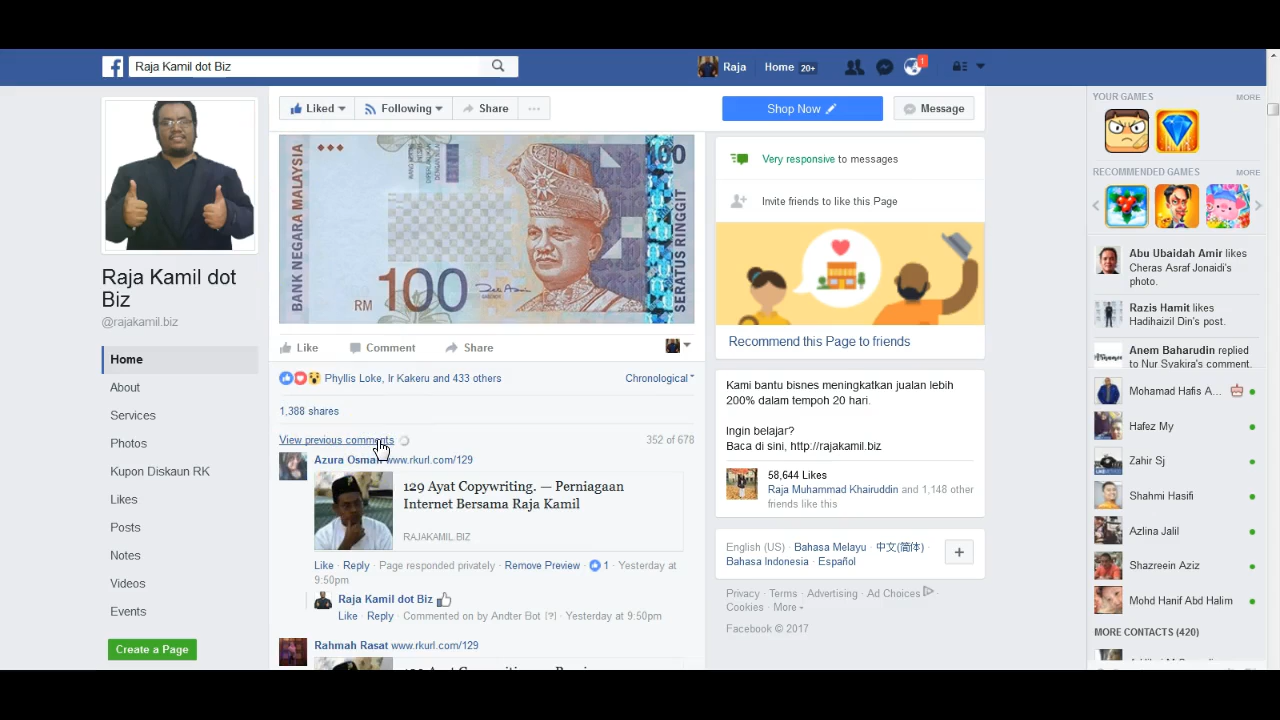 Raja Kamil dot Biz
Raja
Home 20+
1
Liked
Following
Share
Shop Now
Message
Raja Kamil dot
Biz
@rajakamil.biz
Home
About
Services
Photos
Kupon Diskaun RK
Likes
Posts
Notes
Videos
Events
Create a Page
BANK NEGARA MALAYSIA
100
RM 100
SERATUS RINGGIT
Like
Comment
Share
Phyllis Loke, Ir Kakeru and 433 others
Chronological
1,388 shares
View previous comments
352 of 678
Azura Osman www.rkurl.com/129
129 Ayat Copywriting. — Perniagaan
Internet Bersama Raja Kamil
RAJAKAMIL.BIZ
Like · Reply · Page responded privately · Remove Preview · 1 · Yesterday at
9:50pm
Raja Kamil dot Biz
Like · Reply · Commented on by Andter Bot [?] · Yesterday at 9:50pm
Rahmah Rasat www.rkurl.com/129
Very responsive to messages
Invite friends to like this Page
Recommend this Page to friends
Kami bantu bisnes meningkatkan jualan lebih
200% dalam tempoh 20 hari.
Ingin belajar?
Baca di sini, http://rajakamil.biz
58,644 Likes
Raja Muhammad Khairuddin and 1,148 other
friends like this
English (US) · Bahasa Melayu · 中文(简体) ·
Bahasa Indonesia · Español
Privacy · Terms · Advertising · Ad Choices ·
Cookies · More
Facebook © 2017
YOUR GAMES
MORE
RECOMMENDED GAMES
MORE
Abu Ubaidah Amir likes
Cheras Asraf Jonaidi's
photo.
Razis Hamit likes
Hadihaizil Din's post.
Anem Baharudin replied
to Nur Syakira's comment.
Mohamad Hafis A...
Hafez My
Zahir Sj
Shahmi Hasifi
Azlina Jalil
Shazreein Aziz
Mohd Hanif Abd Halim
MORE CONTACTS (420)